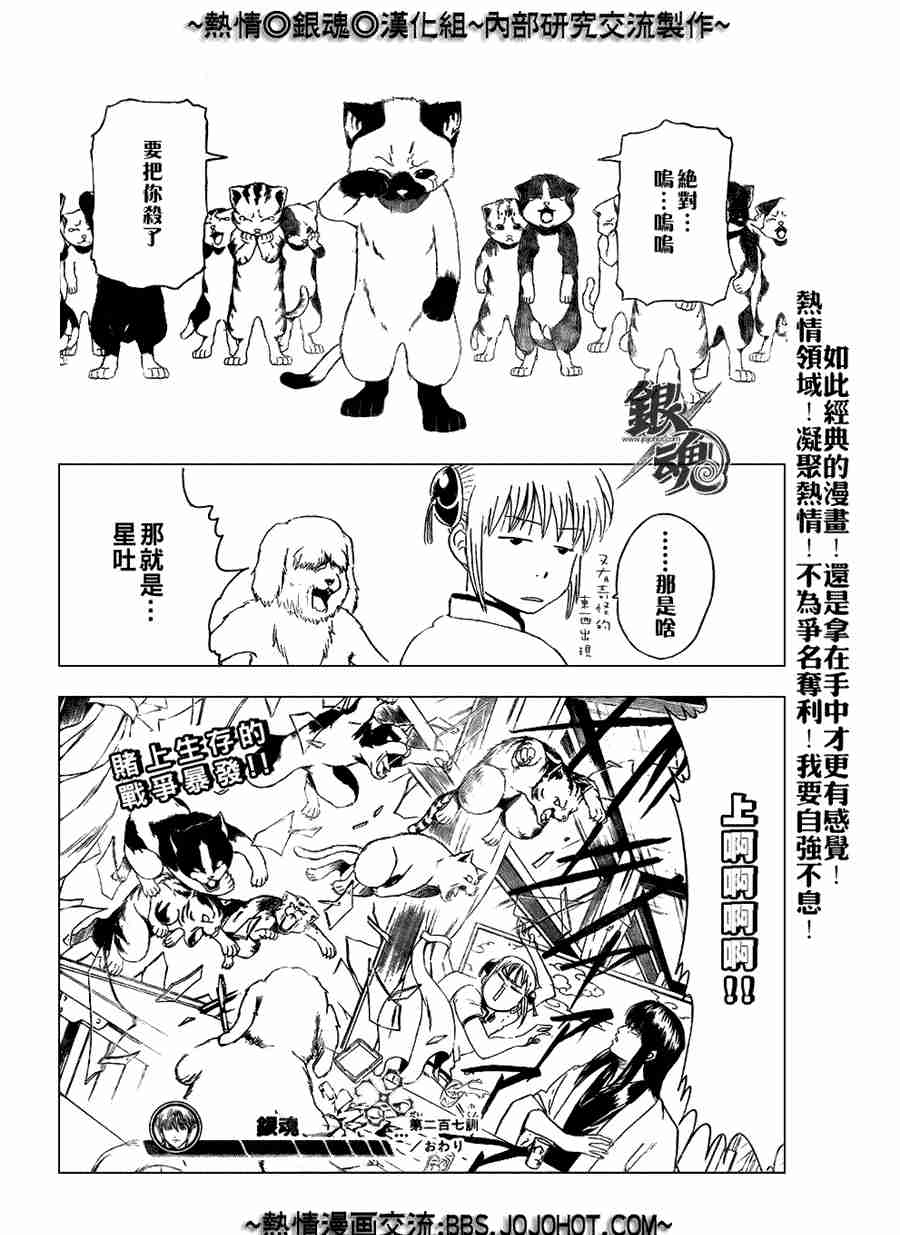 ~熱情◎銀魂◎漢化組~內部研究交流製作~
絕對…
嗚…嗚嗚
要把你殺了
銀魂
www.jojohot.com
……那是啥
又有奇怪的
東西出現
那就是…
星吐
上啊啊啊啊!!
賭上生存的
戰爭暴發!!
銀魂
…第二百七訓
／おわり
如此經典的漫畫!還是拿在手中才更有感覺!
熱情領域!凝聚熱情!不為爭名奪利!我要自強不息!
~熱情漫画交流:BBS.JOJOHOT.COM/~